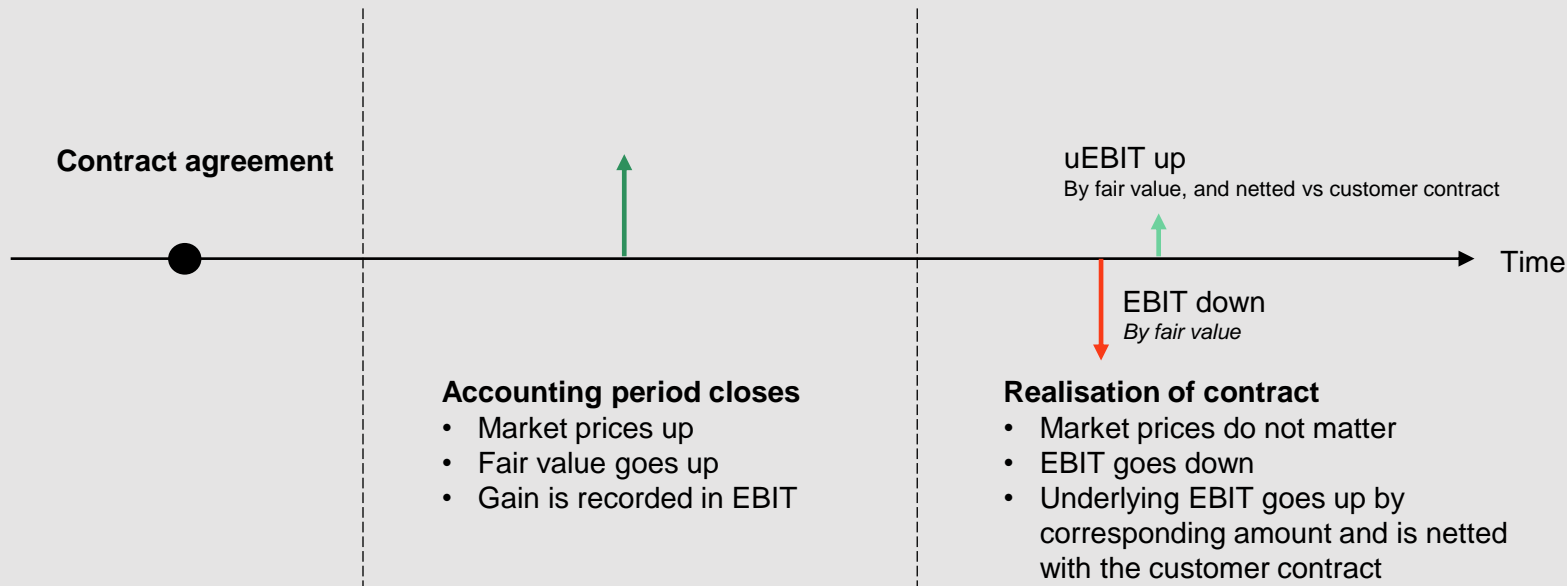 Contract agreement
uEBIT up
By fair value, and netted vs customer contract
Time
EBIT down
By fair value
Accounting period closes
• Market prices up
• Fair value goes up
• Gain is recorded in EBIT
Realisation of contract
• Market prices do not matter
• EBIT goes down
• Underlying EBIT goes up by
corresponding amount and is netted
with the customer contract